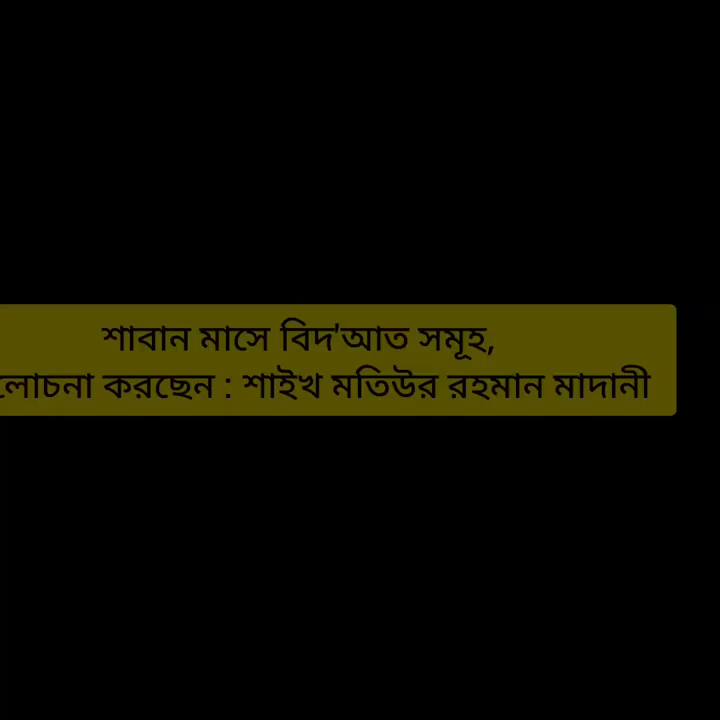 শাবান মাসে বিদ'আত সমূহ,
লোচনা করছেন : শাইখ মতিউর রহমান মাদানী